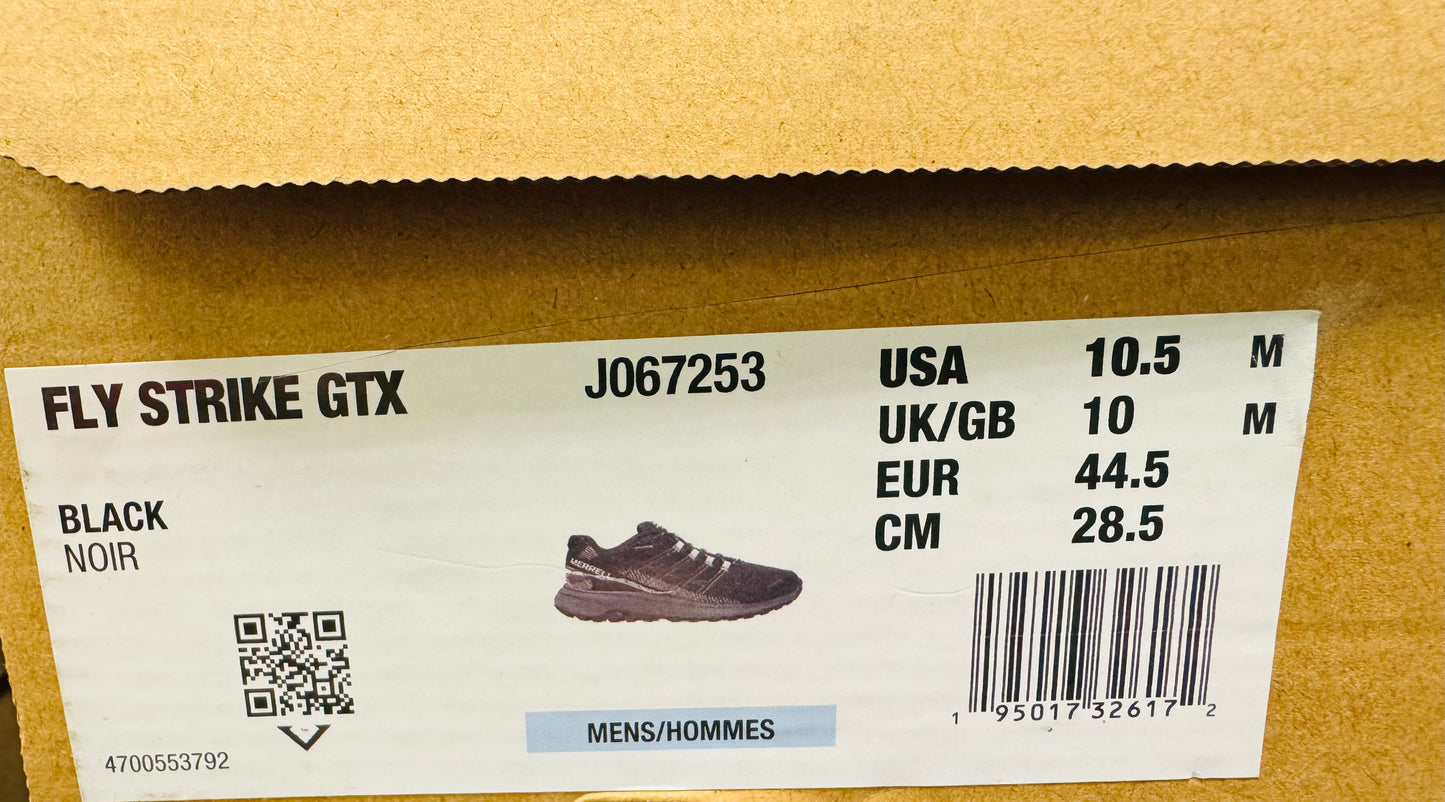 FLY STRIKE GTX
J067253
USA 10.5 M
UK/GB 10 M
EUR 44.5
CM 28.5
BLACK
NOIR
MERRELL
1 95017 32617 2
MENS/HOMMES
4700553792